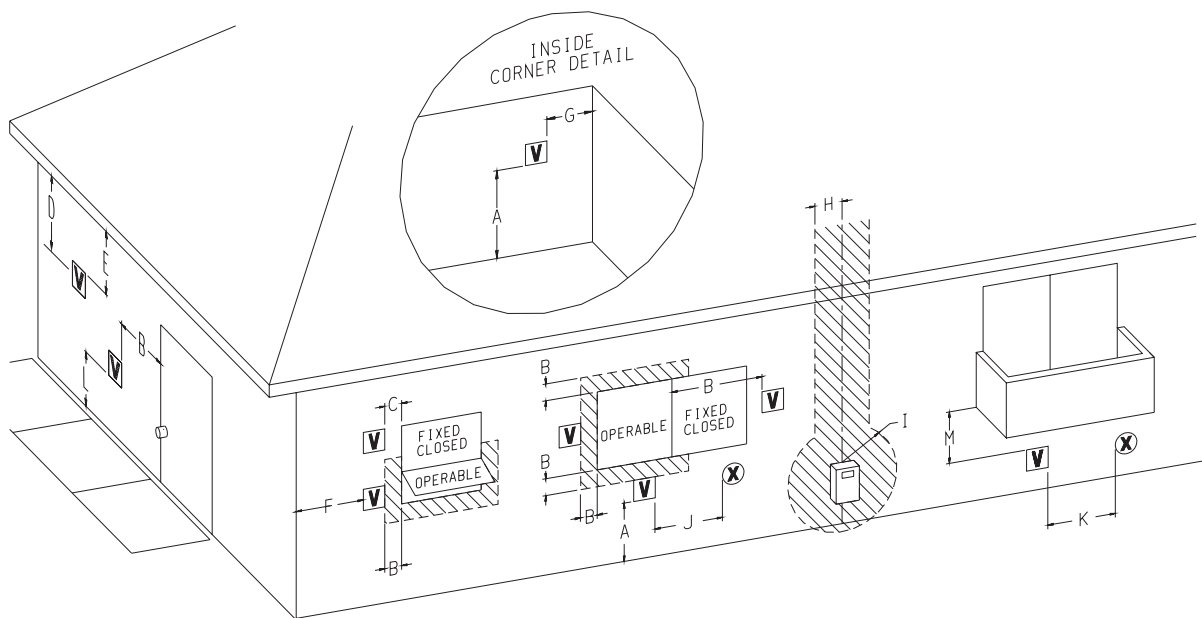 INSIDE
CORNER DETAIL
G
V
A
H
D
E
V
B
V
L
B
C
B
V
FIXED
CLOSED
OPERABLE
V
F
B
V
OPERABLE
FIXED
CLOSED
V
B
B
V
X
J
A
I
M
V
X
K